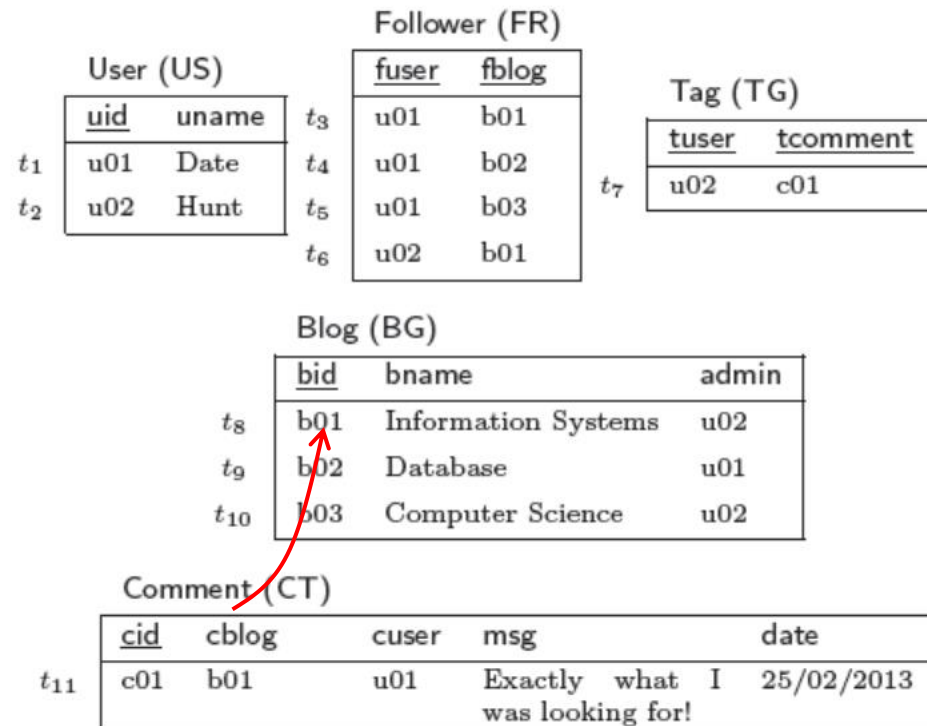 Follower (FR)
User (US)
fuser fblog
Tag (TG)
uid uname
t3 u01 b01
tuser tcomment
t1 u01 Date
t4 u01 b02
t7 u02 c01
t2 u02 Hunt
t5 u01 b03
t6 u02 b01
Blog (BG)
bid bname admin
t8 b01 Information Systems u02
t9 b02 Database u01
t10 b03 Computer Science u02
Comment (CT)
cid cblog cuser msg date
t11 c01 b01 u01 Exactly what I 25/02/2013
was looking for!